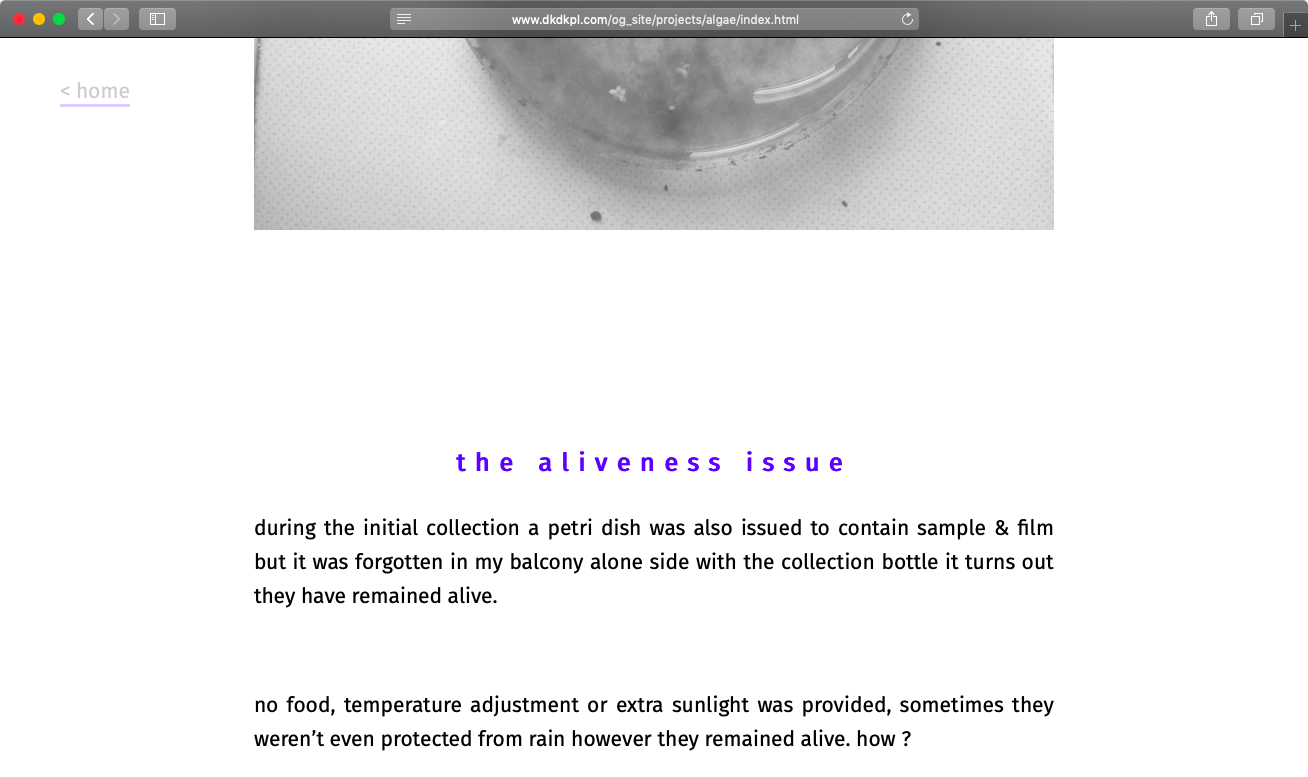 www.dkdkpl.com/og_site/projects/algae/index.html
< home
the aliveness issue
during the initial collection a petri dish was also issued to contain sample & film
but it was forgotten in my balcony alone side with the collection bottle it turns out
they have remained alive.
no food, temperature adjustment or extra sunlight was provided, sometimes they
weren’t even protected from rain however they remained alive. how ?